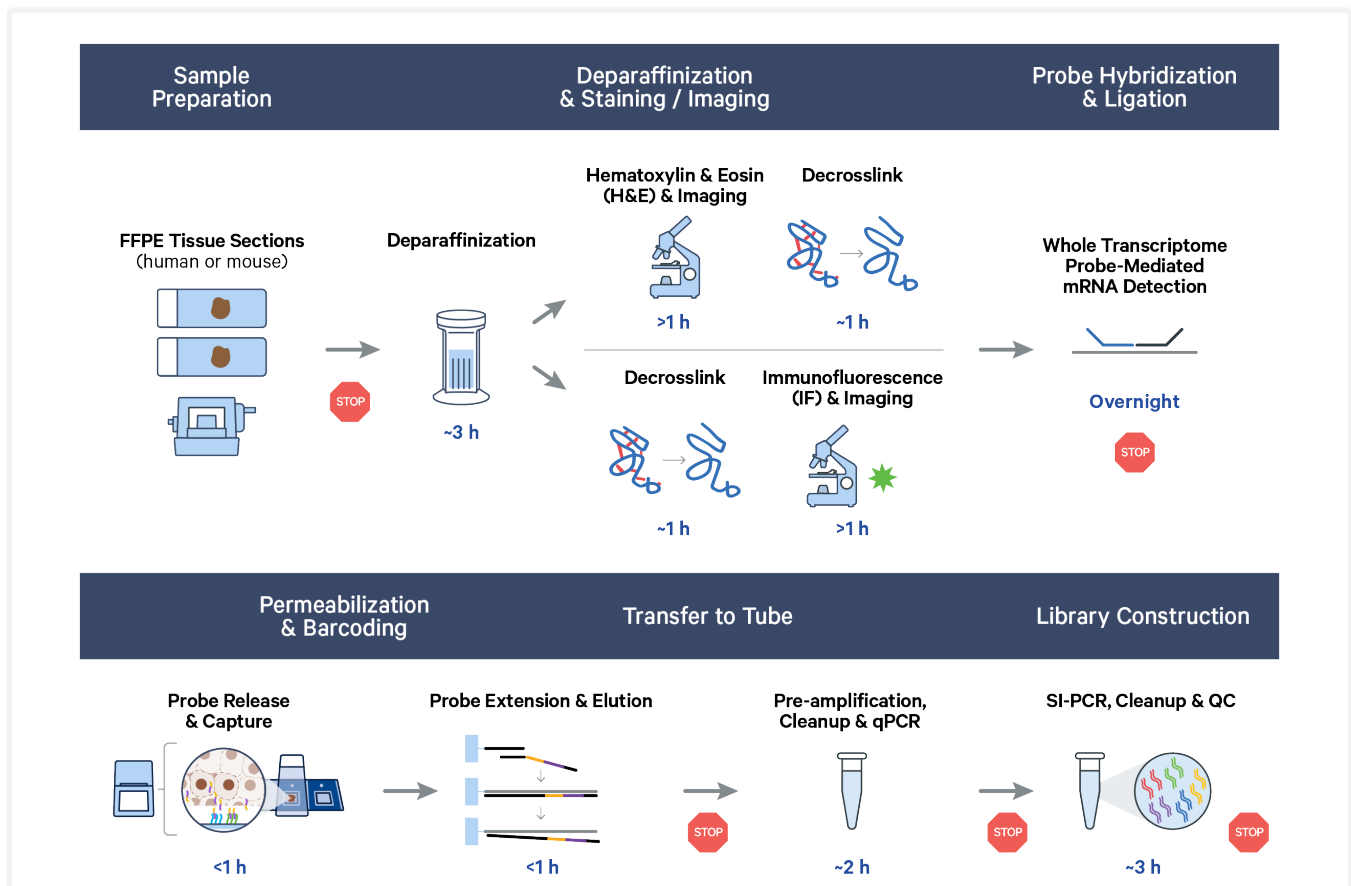 Sample
Preparation
Deparaffinization
& Staining / Imaging
Probe Hybridization
& Ligation
FFPE Tissue Sections
(human or mouse)
STOP
Deparaffinization
~3 h
Hematoxylin & Eosin
(H&E) & Imaging
>1 h
Decrosslink
~1 h
Decrosslink
~1 h
Immunofluorescence
(IF) & Imaging
>1 h
Whole Transcriptome
Probe-Mediated
mRNA Detection
Overnight
STOP
Permeabilization
& Barcoding
Transfer to Tube
Library Construction
Probe Release
& Capture
<1 h
Probe Extension & Elution
<1 h
STOP
Pre-amplification,
Cleanup & qPCR
~2 h
STOP
SI-PCR, Cleanup & QC
~3 h
STOP